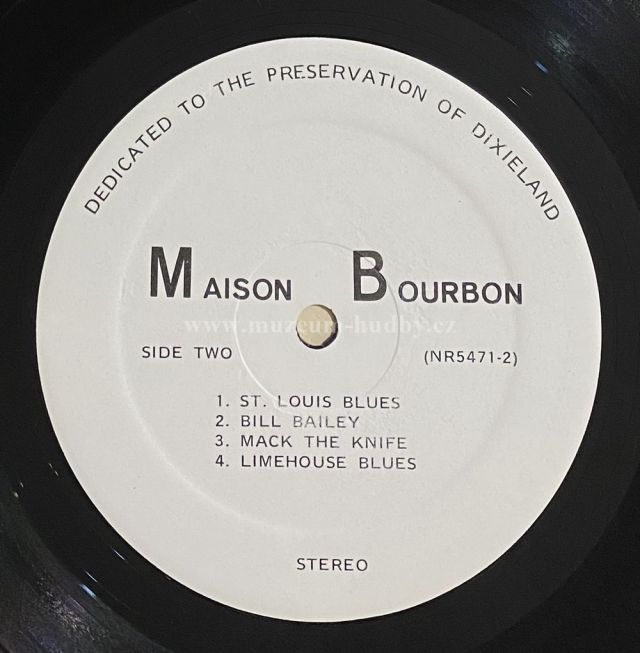 DEDICATED TO THE PRESERVATION OF DiXIELAND
MAISON BOURBON
www.muzeum-hudby.cz
SIDE TWO (NR5471-2)
1. ST. LOUIS BLUES
2. BILL BAILEY
3. MACK THE KNIFE
4. LIMEHOUSE BLUES
STEREO